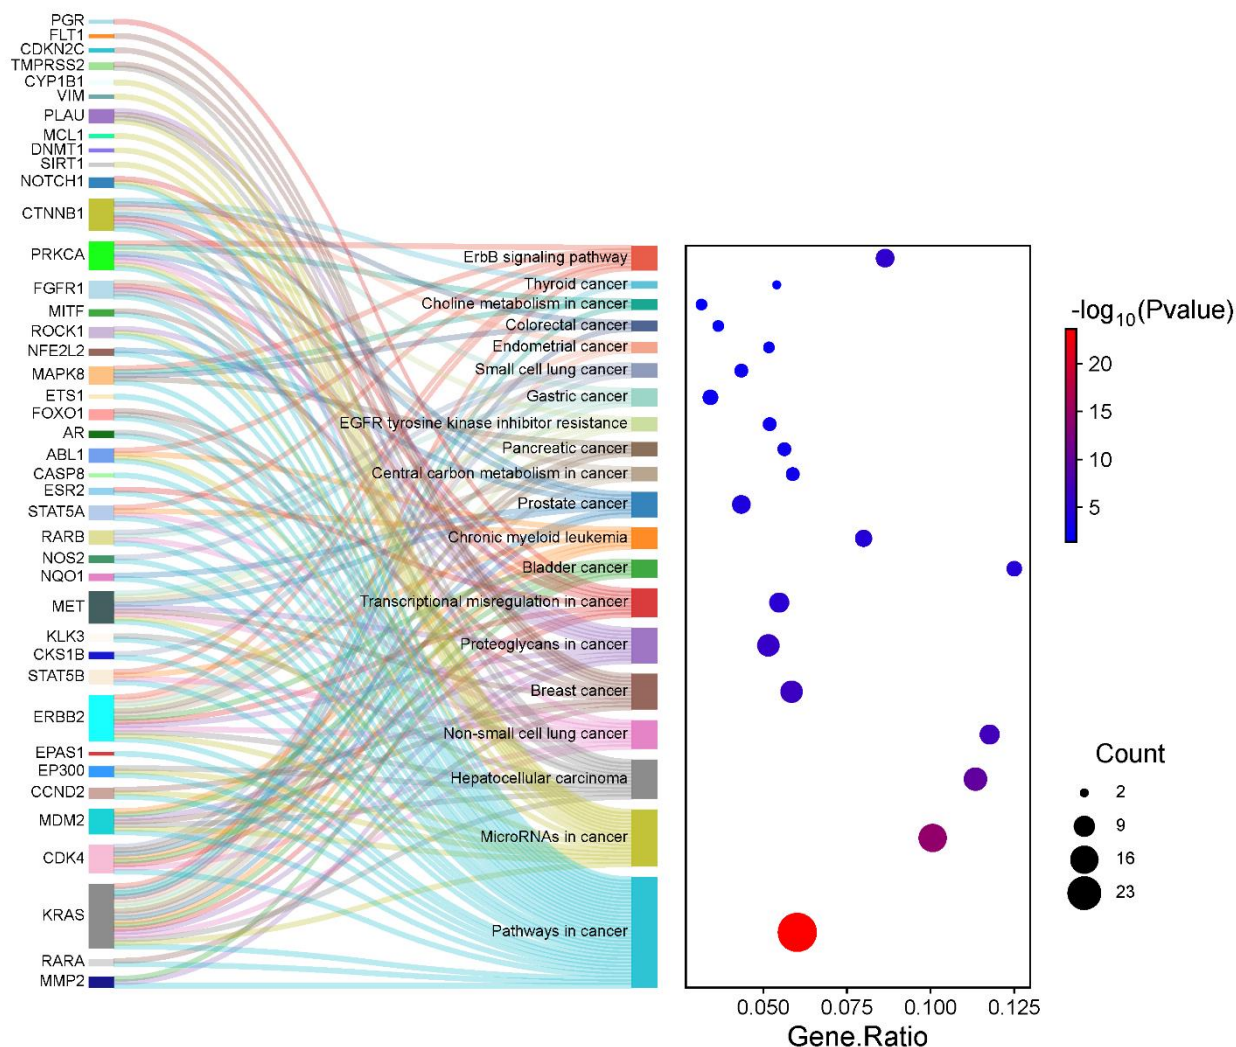 PGR
FLT1
CDKN2C
TMPRSS2
CYP1B1
VIM
PLAU
MCL1
DNMT1
SIRT1
NOTCH1
CTNNB1
PRKCA
FGFR1
MITF
ROCK1
NFE2L2
MAPK8
ETS1
FOXO1
AR
ABL1
CASP8
ESR2
STAT5A
RARB
NOS2
NQO1
MET
KLK3
CKS1B
STAT5B
ERBB2
EPAS1
EP300
CCND2
MDM2
CDK4
KRAS
RARA
MMP2
ErbB signaling pathway
Thyroid cancer
Choline metabolism in cancer
Colorectal cancer
Endometrial cancer
Small cell lung cancer
Gastric cancer
EGFR tyrosine kinase inhibitor resistance
Pancreatic cancer
Central carbon metabolism in cancer
Prostate cancer
Chronic myeloid leukemia
Bladder cancer
Transcriptional misregulation in cancer
Proteoglycans in cancer
Breast cancer
Non-small cell lung cancer
Hepatocellular carcinoma
MicroRNAs in cancer
Pathways in cancer
0.050 0.075 0.100 0.125
Gene.Ratio
-log10(Pvalue)
20
15
10
5
Count
2
9
16
23